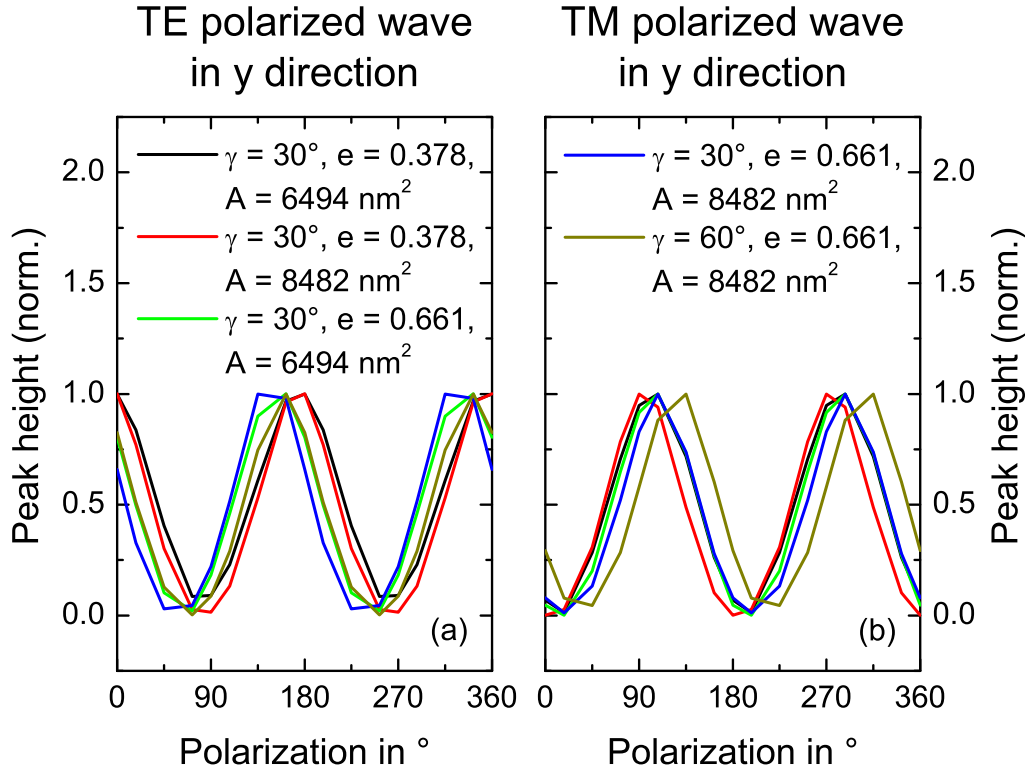 TE polarized wave
in y direction
TM polarized wave
in y direction
γ = 30°, e = 0.378,
A = 6494 nm²
γ = 30°, e = 0.378,
A = 8482 nm²
γ = 30°, e = 0.661,
A = 6494 nm²
γ = 30°, e = 0.661,
A = 8482 nm²
γ = 60°, e = 0.661,
A = 8482 nm²
2.0
1.5
1.0
0.5
0.0
2.0
1.5
1.0
0.5
0.0
Peak height (norm.)
Peak height (norm.)
(a)
(b)
0 90 180 270 360
0 90 180 270 360
Polarization in °
Polarization in °